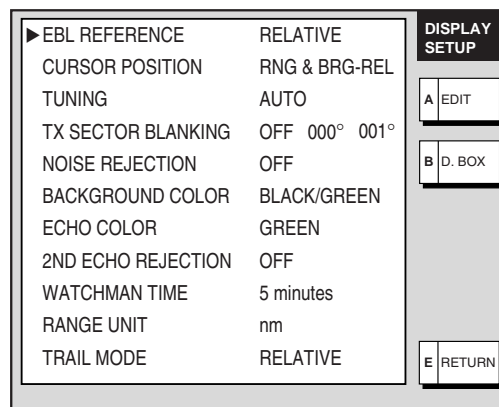 ▶EBL REFERENCE RELATIVE
CURSOR POSITION RNG & BRG-REL
TUNING AUTO
TX SECTOR BLANKING OFF 000° 001°
NOISE REJECTION OFF
BACKGROUND COLOR BLACK/GREEN
ECHO COLOR GREEN
2ND ECHO REJECTION OFF
WATCHMAN TIME 5 minutes
RANGE UNIT nm
TRAIL MODE RELATIVE
DISPLAY
SETUP
A EDIT
B D. BOX
E RETURN